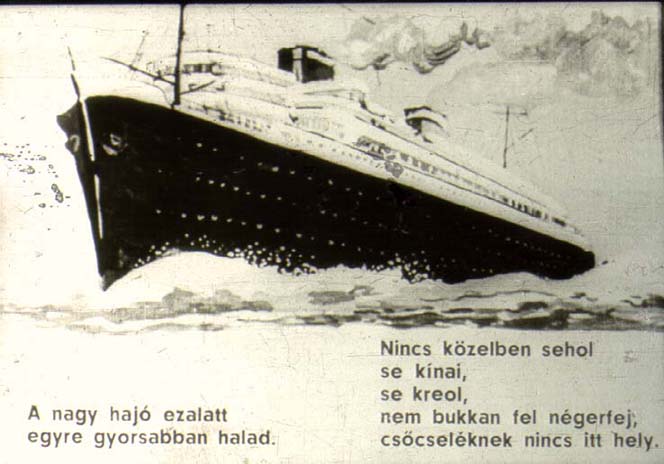 A nagy hajó ezalatt
egyre gyorsabban halad.
Nincs közelben sehol
se kínai,
se kreol,
nem bukkan fel négerfej,
csőcseléknek nincs itt hely.